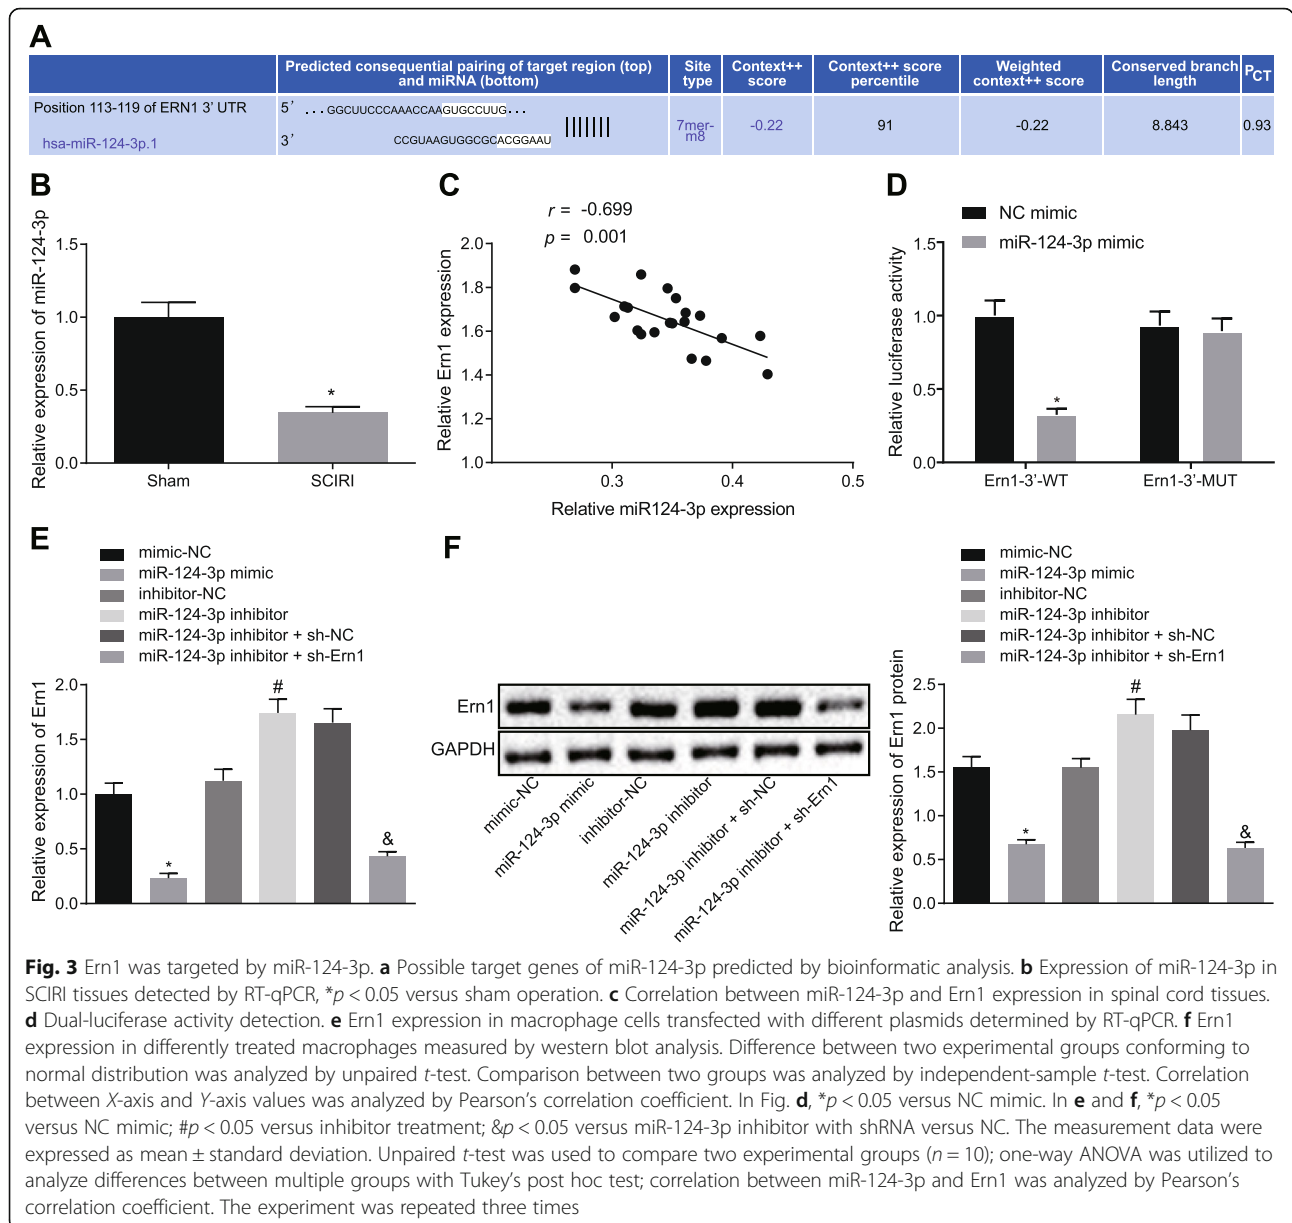 A
Predicted consequential pairing of target region (top) and miRNA (bottom)
Site type
Context++ score
Context++ score percentile
Weighted context++ score
Conserved branch length
PCT
Position 113-119 of ERN1 3' UTR
5' ...GGCUUCCCAAACCAAGUGCCUUG...
hsa-miR-124-3p.1
3' CCGUAAGUGGCGCACGGAAU
7mer-m8
-0.22
91
-0.22
8.843
0.93
B
Relative expression of miR-124-3p
1.5
1.0
0.5
0.0
*
Sham
SCIRI
C
r = -0.699
p = 0.001
Relative Ern1 expression
2.0
1.8
1.6
1.4
1.2
1.0
0.3
0.4
0.5
Relative miR124-3p expression
D
NC mimic
miR-124-3p mimic
Relative luciferase activity
1.5
1.0
0.5
0.0
*
Ern1-3'-WT
Ern1-3'-MUT
E
mimic-NC
miR-124-3p mimic
inhibitor-NC
miR-124-3p inhibitor
miR-124-3p inhibitor + sh-NC
miR-124-3p inhibitor + sh-Ern1
Relative expression of Ern1
2.0
1.5
1.0
0.5
0.0
*
#
&
F
Ern1
GAPDH
mimic-NC
miR-124-3p mimic
inhibitor-NC
miR-124-3p inhibitor
miR-124-3p inhibitor + sh-NC
miR-124-3p inhibitor + sh-Ern1
mimic-NC
miR-124-3p mimic
inhibitor-NC
miR-124-3p inhibitor
miR-124-3p inhibitor + sh-NC
miR-124-3p inhibitor + sh-Ern1
Relative expression of Ern1 protein
2.5
2.0
1.5
1.0
0.5
0.0
*
#
&
Fig. 3 Ern1 was targeted by miR-124-3p. a Possible target genes of miR-124-3p predicted by bioinformatic analysis. b Expression of miR-124-3p in
SCIRI tissues detected by RT-qPCR, *p < 0.05 versus sham operation. c Correlation between miR-124-3p and Ern1 expression in spinal cord tissues.
d Dual-luciferase activity detection. e Ern1 expression in macrophage cells transfected with different plasmids determined by RT-qPCR. f Ern1
expression in differently treated macrophages measured by western blot analysis. Difference between two experimental groups conforming to
normal distribution was analyzed by unpaired t-test. Comparison between two groups was analyzed by independent-sample t-test. Correlation
between X-axis and Y-axis values was analyzed by Pearson's correlation coefficient. In Fig. d, *p < 0.05 versus NC mimic. In e and f, *p < 0.05
versus NC mimic; #p < 0.05 versus inhibitor treatment; &p < 0.05 versus miR-124-3p inhibitor with shRNA versus NC. The measurement data were
expressed as mean ± standard deviation. Unpaired t-test was used to compare two experimental groups (n = 10); one-way ANOVA was utilized to
analyze differences between multiple groups with Tukey's post hoc test; correlation between miR-124-3p and Ern1 was analyzed by Pearson's
correlation coefficient. The experiment was repeated three times